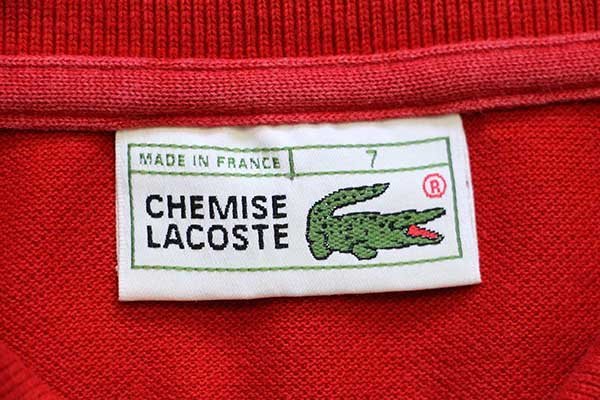 MADE IN FRANCE 7
CHEMISE
LACOSTE ®